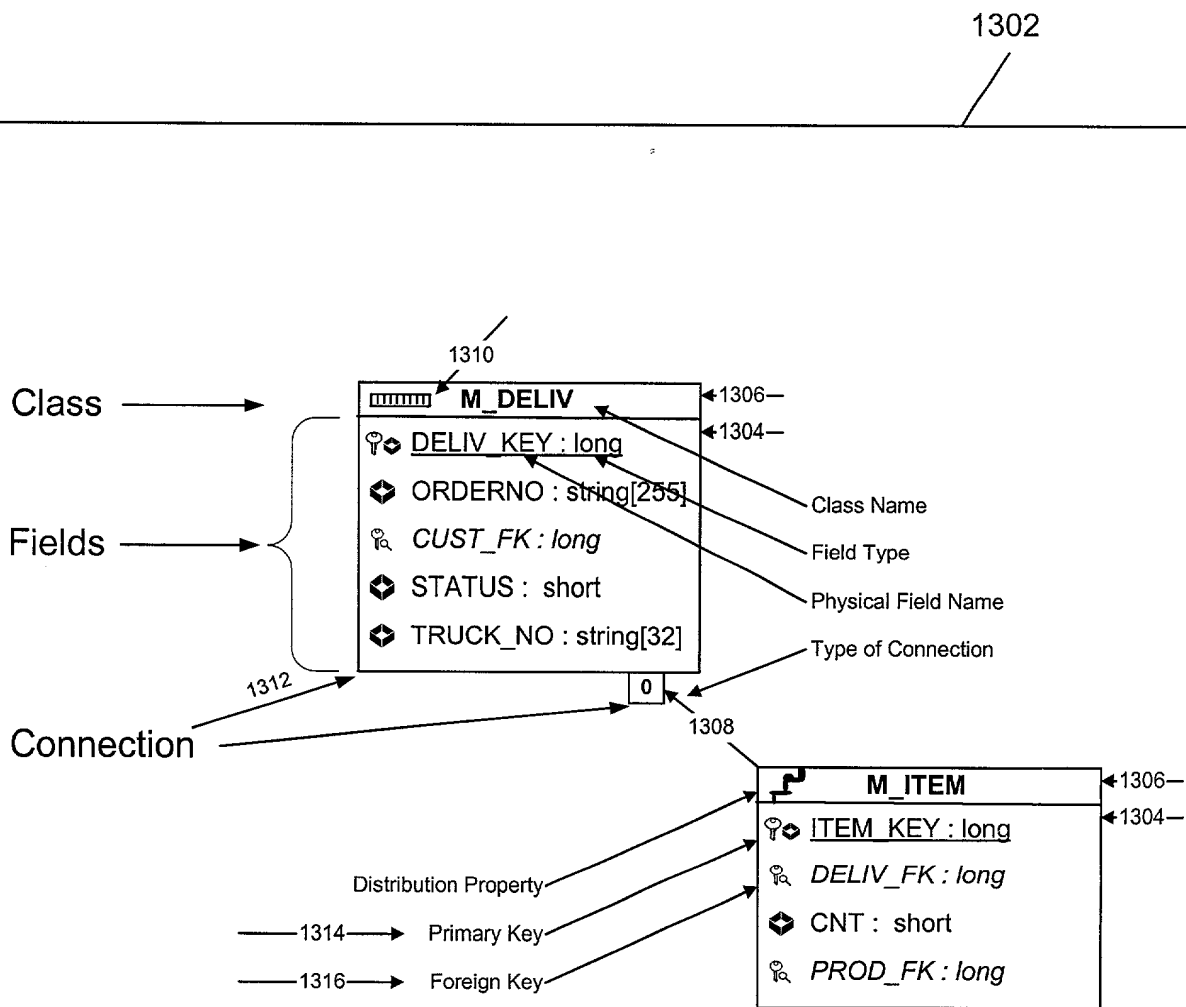 1302
1310
Class
M_DELIV
1306
DELIV_KEY : long
1304
ORDERNO : string[255]
Class Name
Fields
CUST_FK : long
Field Type
STATUS : short
Physical Field Name
TRUCK_NO : string[32]
Type of Connection
1312
0
1308
Connection
M_ITEM
1306
ITEM_KEY : long
1304
Distribution Property
DELIV_FK : long
1314
Primary Key
CNT : short
1316
Foreign Key
PROD_FK : long